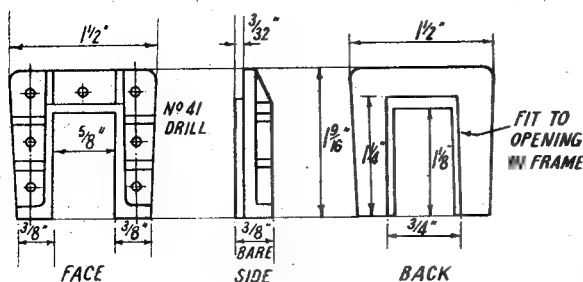 1½"
3/32"
1½"
Nº 41
DRILL
5/8"
1 9/16"
1¼"
1⅛"
FIT TO
OPENING
FRAME
3/8"
3/8"
3/8"
BARE
3/4"
FACE
SIDE
BACK